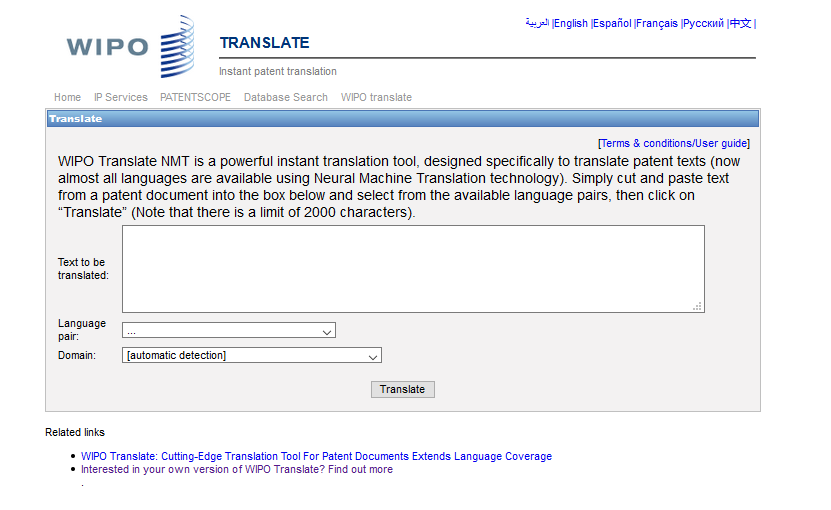 WIPO
TRANSLATE
العربية |English |Español |Français |Русский |中文 |
Instant patent translation
Home IP Services PATENTSCOPE Database Search WIPO translate
Translate
[Terms & conditions/User guide]
WIPO Translate NMT is a powerful instant translation tool, designed specifically to translate patent texts (now
almost all languages are available using Neural Machine Translation technology). Simply cut and paste text
from a patent document into the box below and select from the available language pairs, then click on
“Translate” (Note that there is a limit of 2000 characters).
Text to be
translated:
Language
pair:
...
Domain:
[automatic detection]
Translate
Related links
• WIPO Translate: Cutting-Edge Translation Tool For Patent Documents Extends Language Coverage
• Interested in your own version of WIPO Translate? Find out more
.